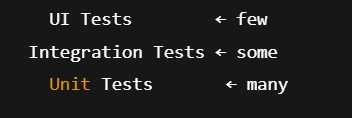 UI Tests ← few
Integration Tests ← some
Unit Tests ← many